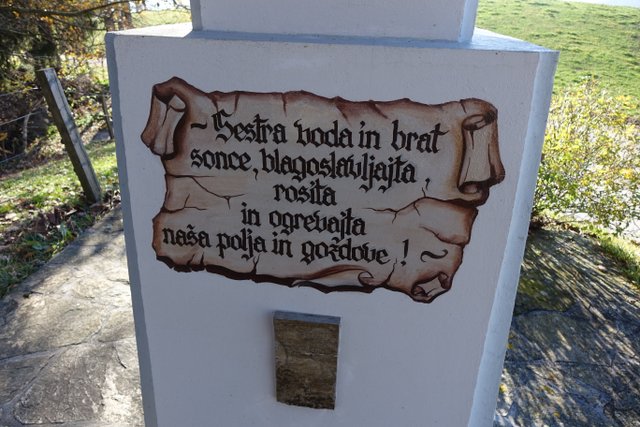 ~ Sestra voda in brat
sonce, blagoslavljajta,
rosita
in ogrevajta
naša polja in gozdove! ~